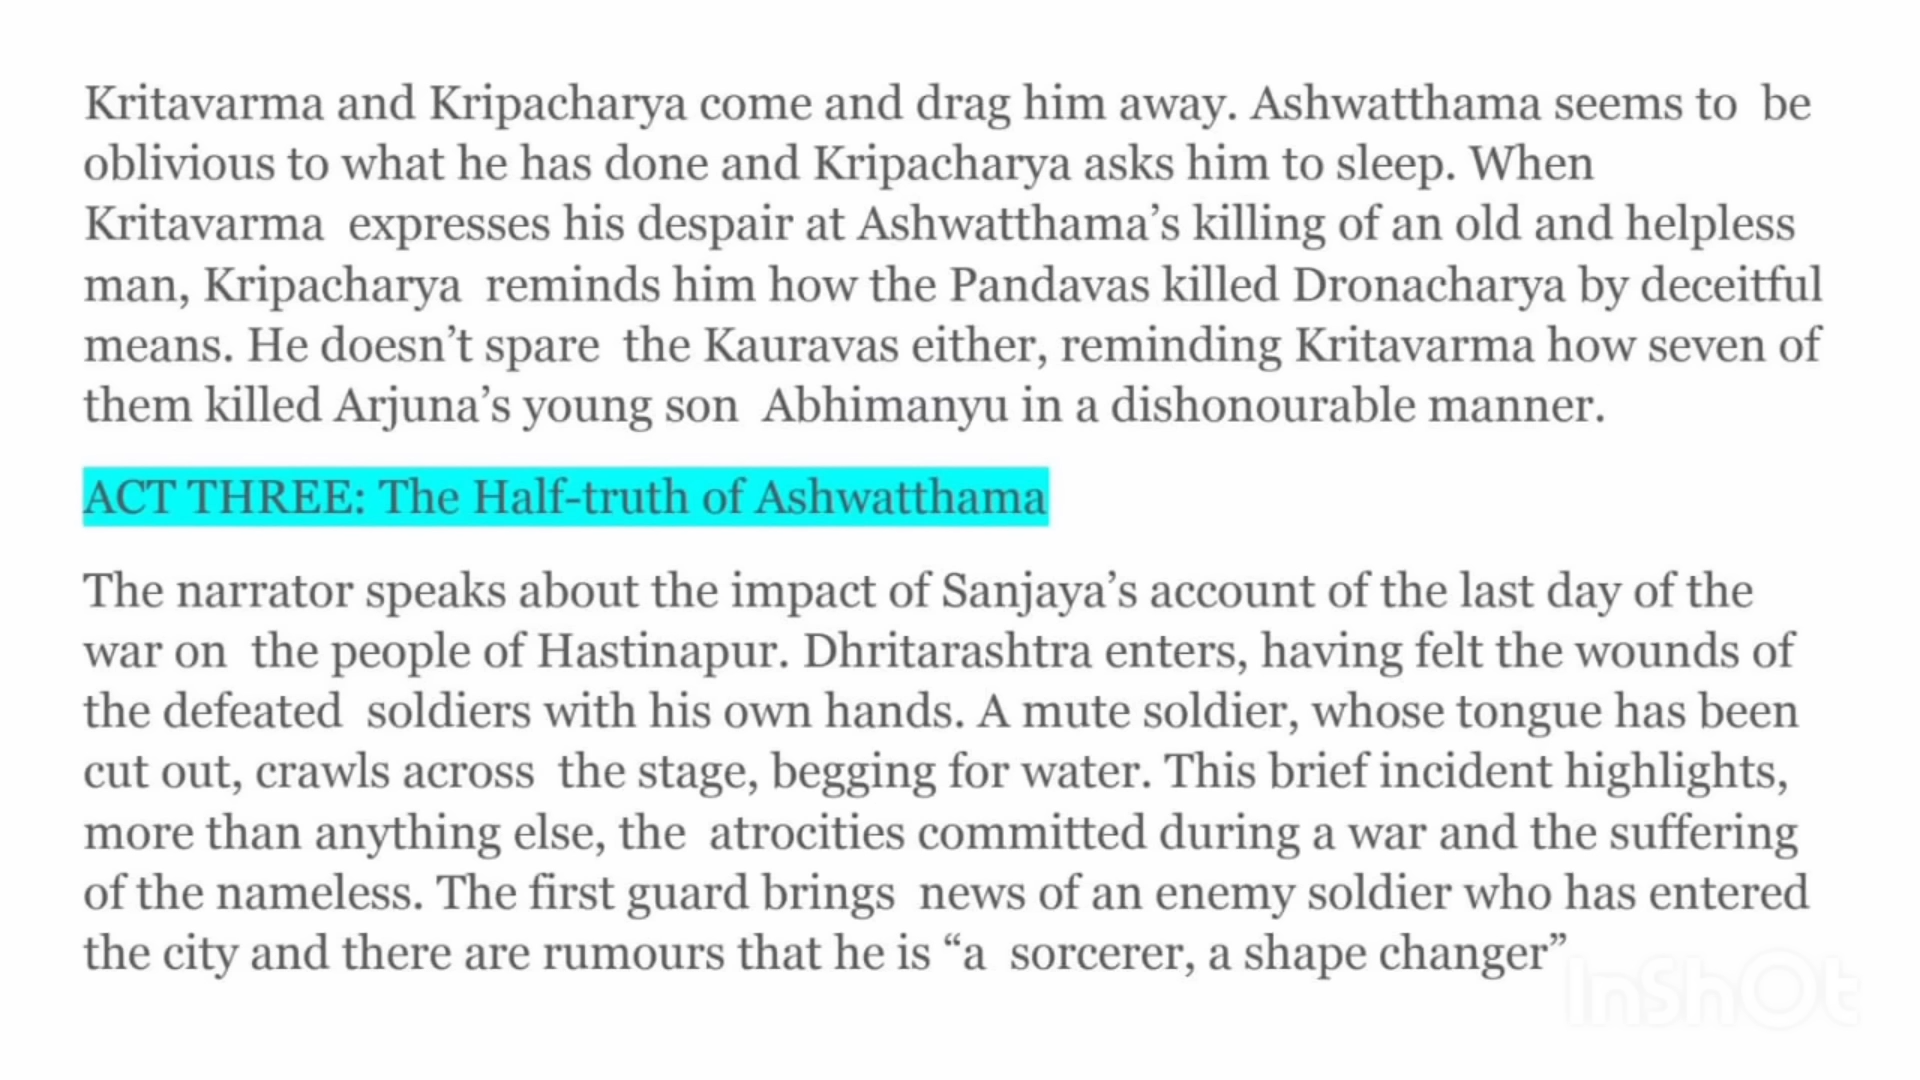 Kritavarma and Kripacharya come and drag him away. Ashwatthama seems to be
oblivious to what he has done and Kripacharya asks him to sleep. When
Kritavarma expresses his despair at Ashwatthama’s killing of an old and helpless
man, Kripacharya reminds him how the Pandavas killed Dronacharya by deceitful
means. He doesn’t spare the Kauravas either, reminding Kritavarma how seven of
them killed Arjuna’s young son Abhimanyu in a dishonourable manner.
ACT THREE: The Half-truth of Ashwatthama
The narrator speaks about the impact of Sanjaya’s account of the last day of the
war on the people of Hastinapur. Dhritarashtra enters, having felt the wounds of
the defeated soldiers with his own hands. A mute soldier, whose tongue has been
cut out, crawls across the stage, begging for water. This brief incident highlights,
more than anything else, the atrocities committed during a war and the suffering
of the nameless. The first guard brings news of an enemy soldier who has entered
the city and there are rumours that he is “a sorcerer, a shape changer”
InShOt